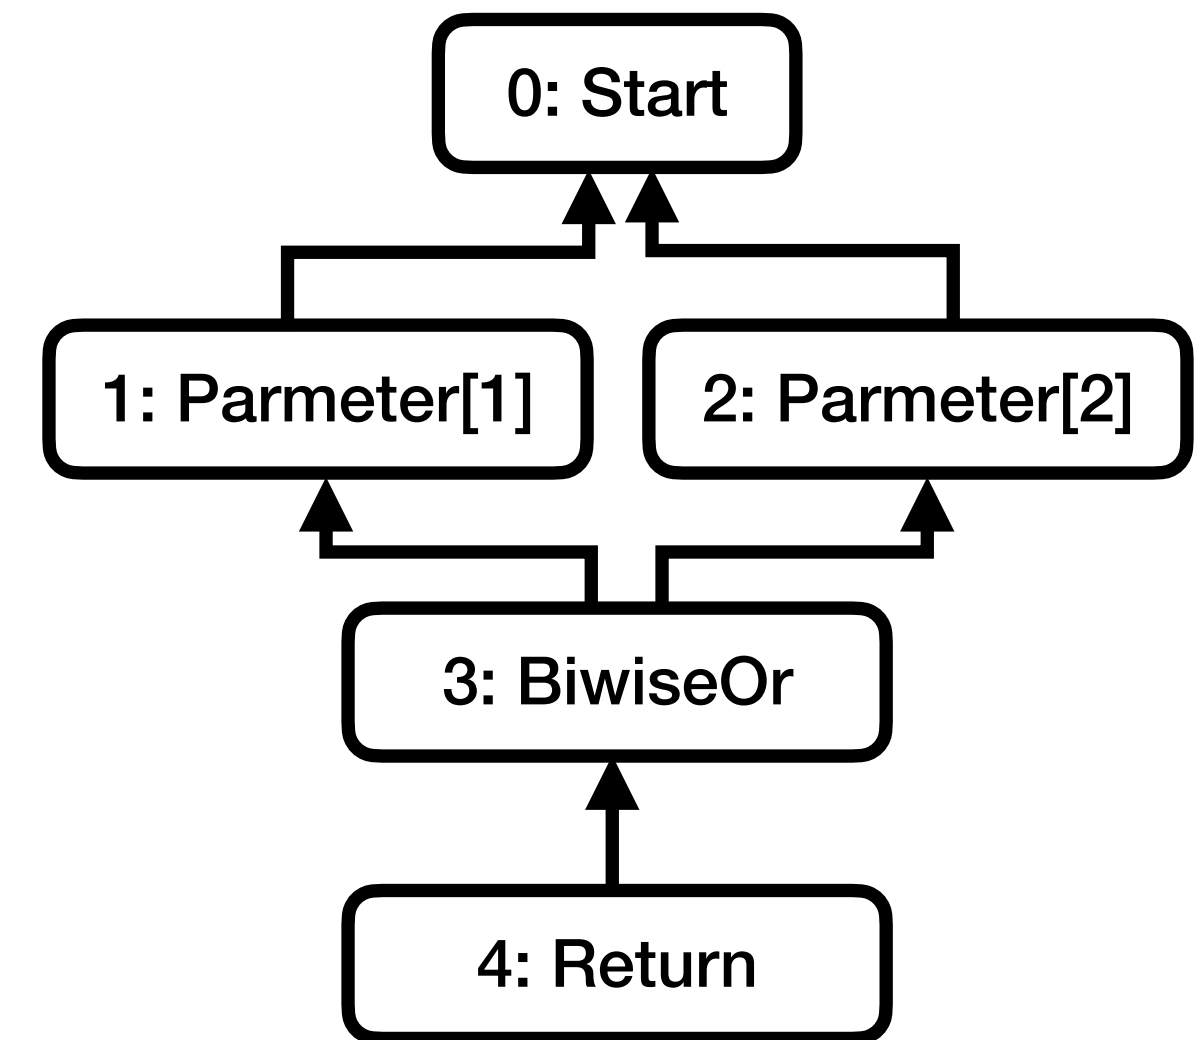 0: Start
1: Parmeter[1]
2: Parmeter[2]
3: BiwiseOr
4: Return